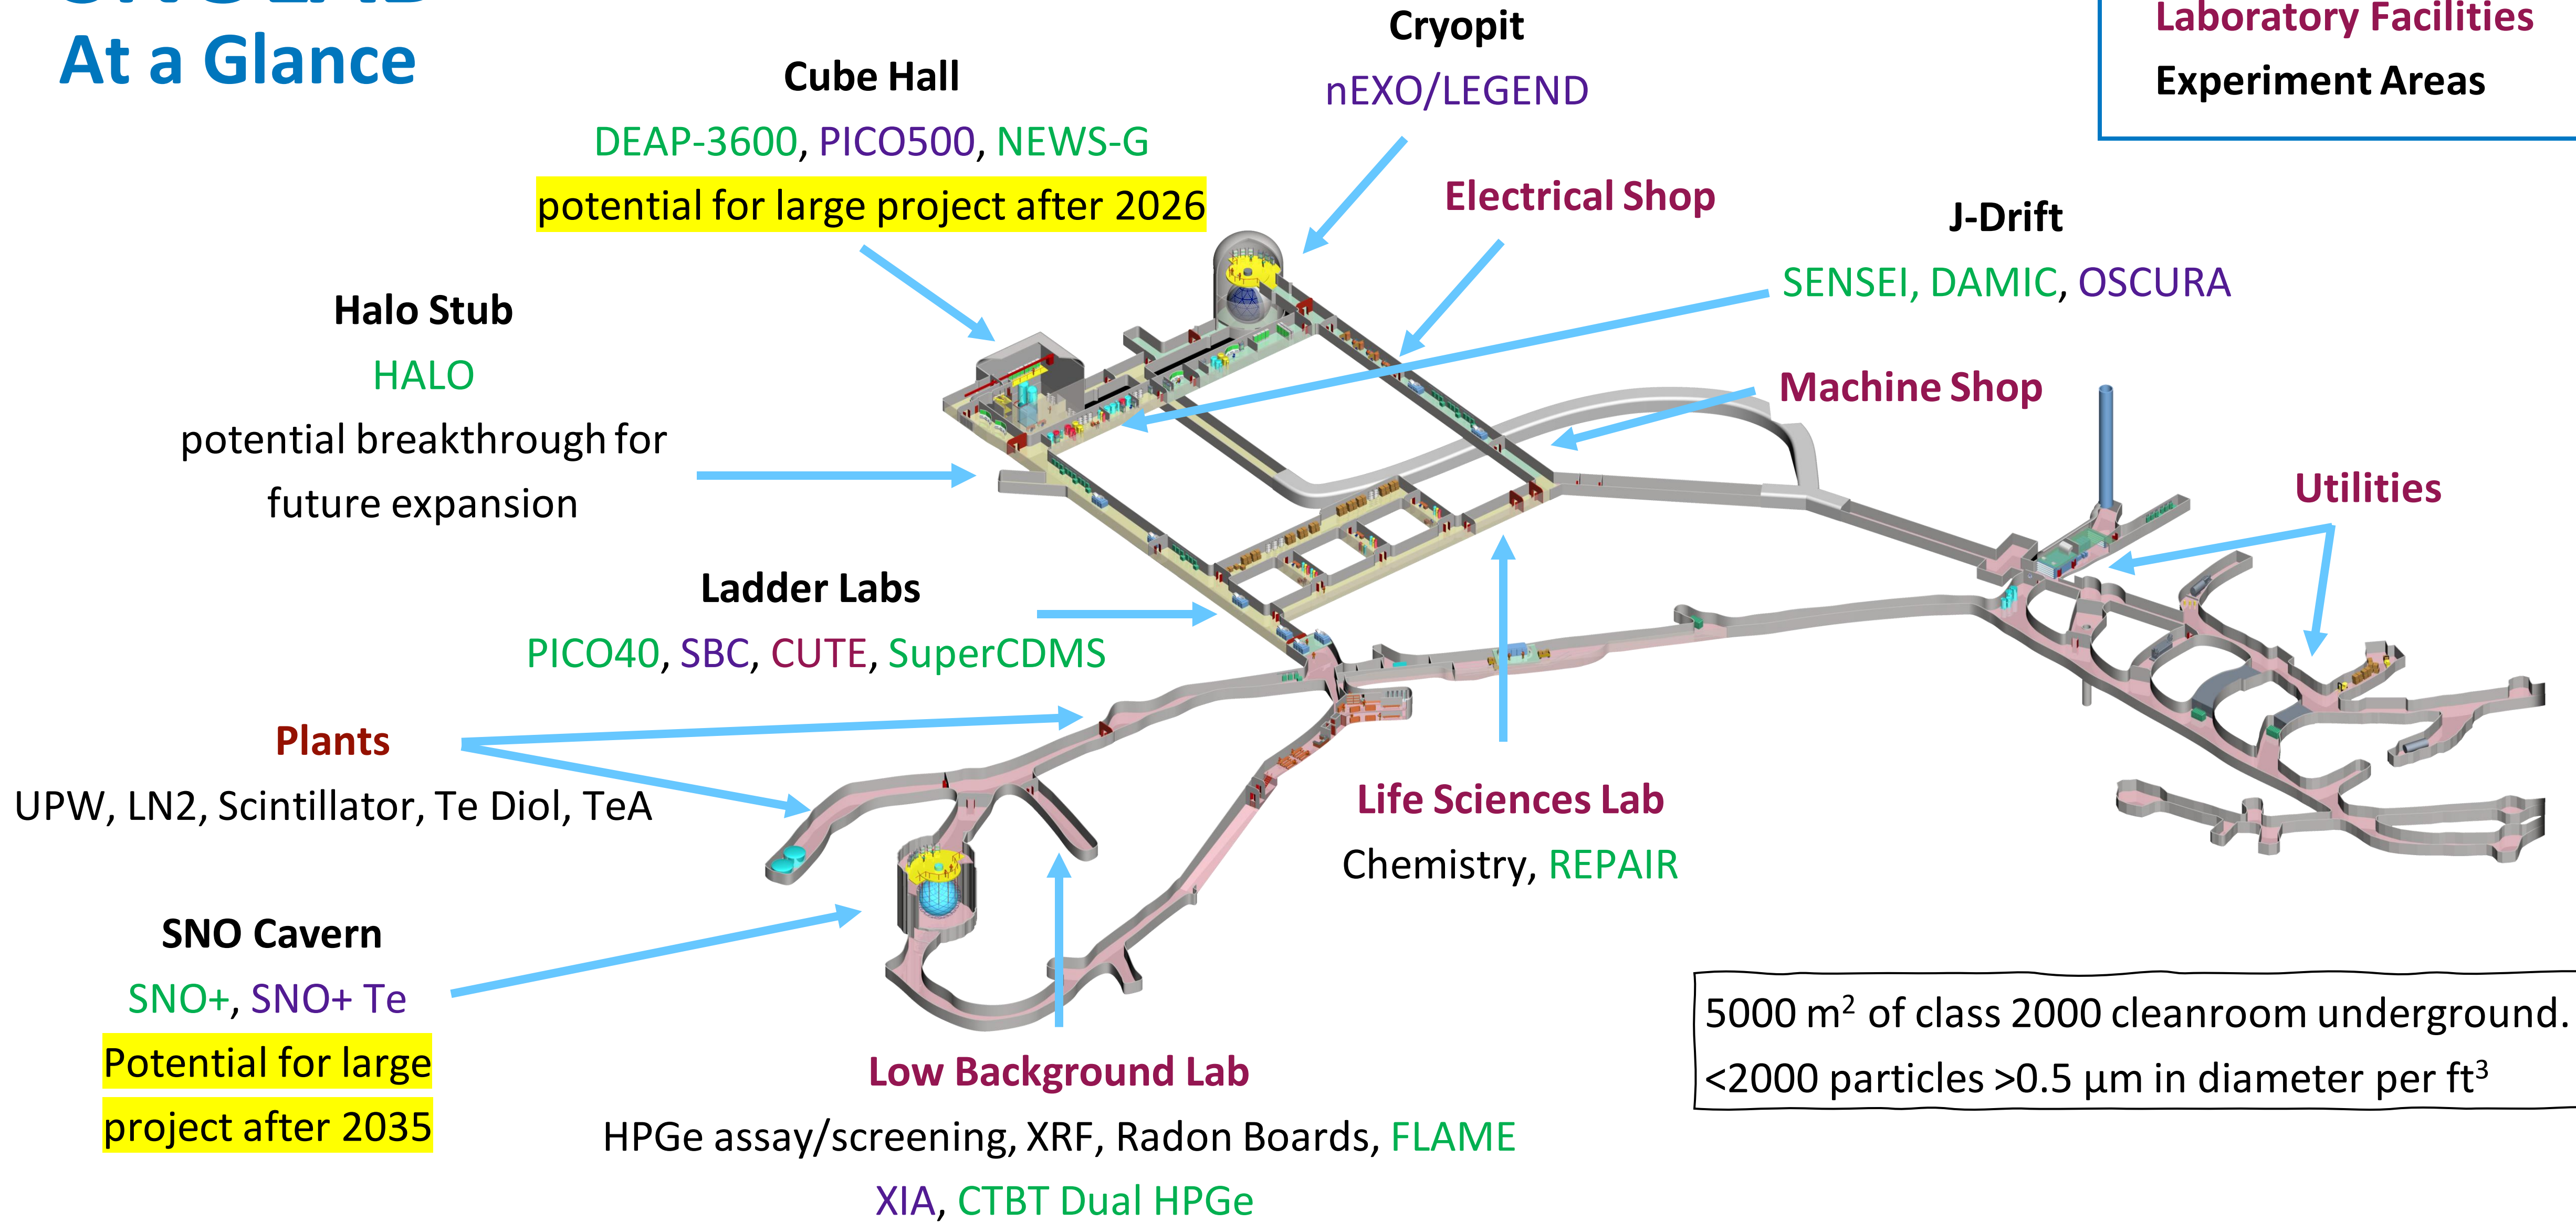 At a Glance
Laboratory Facilities
Experiment Areas
Cryopit
nEXO/LEGEND
Cube Hall
DEAP-3600, PICO500, NEWS-G
potential for large project after 2026
Electrical Shop
J-Drift
SENSEI, DAMIC, OSCURA
Halo Stub
HALO
potential breakthrough for
future expansion
Machine Shop
Utilities
Ladder Labs
PICO40, SBC, CUTE, SuperCDMS
Plants
UPW, LN2, Scintillator, Te Diol, TeA
Life Sciences Lab
Chemistry, REPAIR
SNO Cavern
SNO+, SNO+ Te
Potential for large
project after 2035
Low Background Lab
HPGe assay/screening, XRF, Radon Boards, FLAME
XIA, CTBT Dual HPGe
5000 m² of class 2000 cleanroom underground.
<2000 particles >0.5 μm in diameter per ft³